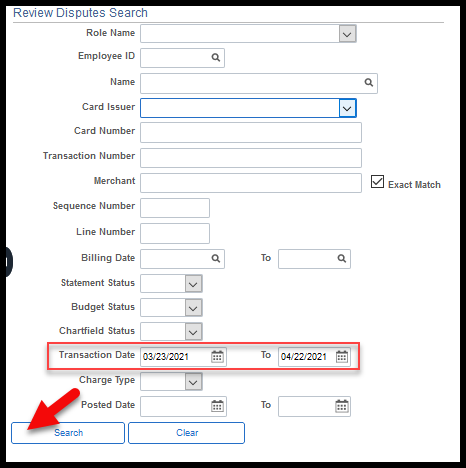 Review Disputes Search
Role Name
Employee ID
Name
Card Issuer
Card Number
Transaction Number
Merchant Exact Match
Sequence Number
Line Number
Billing Date To
Statement Status
Budget Status
Chartfield Status
Transaction Date 03/23/2021 To 04/22/2021
Charge Type
Posted Date To
Search Clear